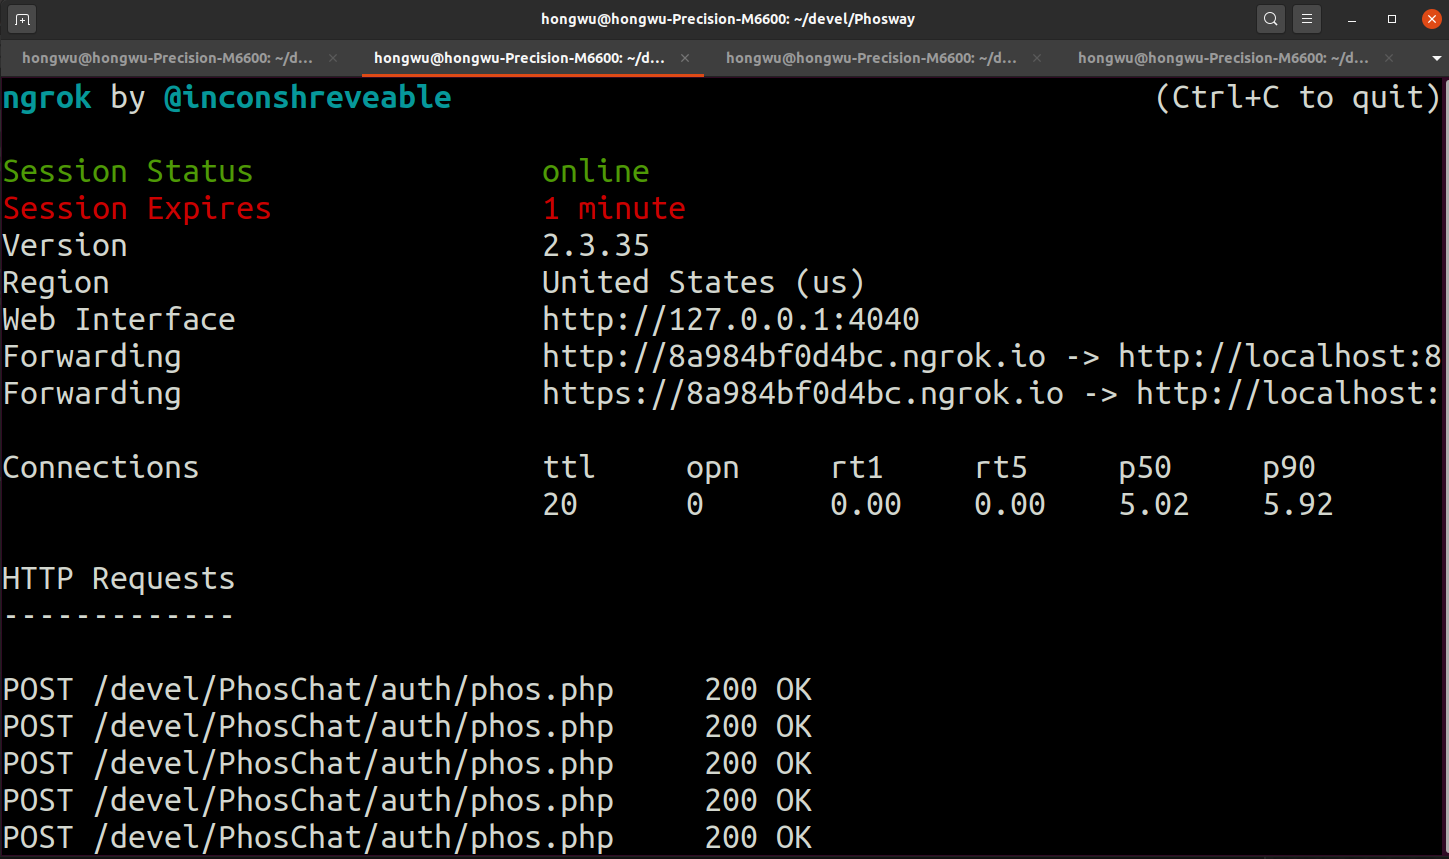 hongwu@hongwu-Precision-M6600: ~/devel/Phosway
hongwu@hongwu-Precision-M6600: ~/d... hongwu@hongwu-Precision-M6600: ~/d... hongwu@hongwu-Precision-M6600: ~/d... hongwu@hongwu-Precision-M6600: ~/d...
ngrok by @inconshreveable (Ctrl+C to quit)
Session Status online
Session Expires 1 minute
Version 2.3.35
Region United States (us)
Web Interface http://127.0.0.1:4040
Forwarding http://8a984bf0d4bc.ngrok.io -> http://localhost:8
Forwarding https://8a984bf0d4bc.ngrok.io -> http://localhost:
Connections ttl opn rt1 rt5 p50 p90
20 0 0.00 0.00 5.02 5.92
HTTP Requests
-------------
POST /devel/PhosChat/auth/phos.php 200 OK
POST /devel/PhosChat/auth/phos.php 200 OK
POST /devel/PhosChat/auth/phos.php 200 OK
POST /devel/PhosChat/auth/phos.php 200 OK
POST /devel/PhosChat/auth/phos.php 200 OK